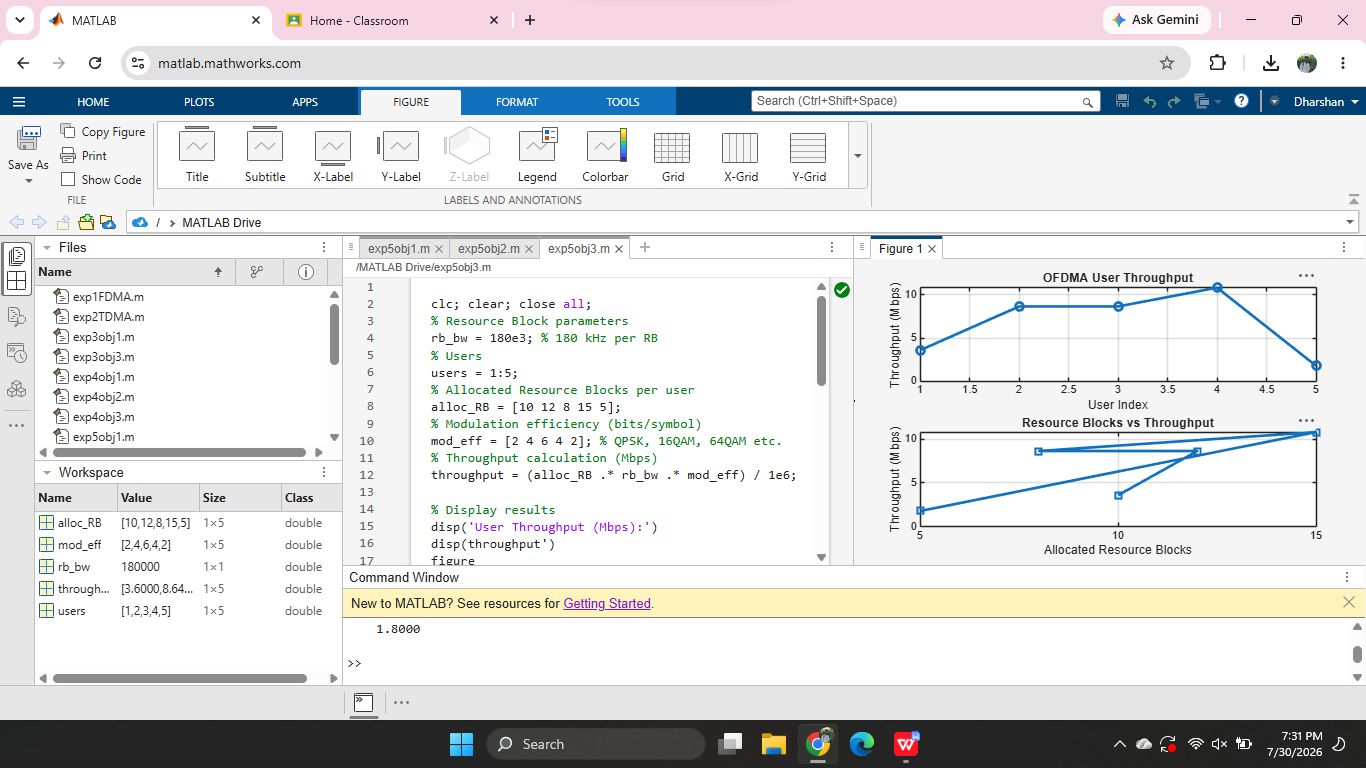 MATLAB
Home - Classroom
Ask Gemini
matlab.mathworks.com
HOME
PLOTS
APPS
FIGURE
FORMAT
TOOLS
Search (Ctrl+Shift+Space)
Dharshan
Save As
Copy Figure
Print
Show Code
FILE
Title
Subtitle
X-Label
Y-Label
Z-Label
Legend
Colorbar
Grid
X-Grid
Y-Grid
LABELS AND ANNOTATIONS
/ MATLAB Drive
Files
Name
exp1FDMA.m
exp2TDMA.m
exp3obj1.m
exp3obj3.m
exp4obj1.m
exp4obj2.m
exp4obj3.m
exp5obj1.m
Workspace
Name Value Size Class
alloc_RB [10,12,8,15,5] 1×5 double
mod_eff [2,4,6,4,2] 1×5 double
rb_bw 180000 1×1 double
through... [3.6000,8.64... 1×5 double
users [1,2,3,4,5] 1×5 double
exp5obj1.m
exp5obj2.m
exp5obj3.m
/MATLAB Drive/exp5obj3.m
1
2 clc; clear; close all;
3 % Resource Block parameters
4 rb_bw = 180e3; % 180 kHz per RB
5 % Users
6 users = 1:5;
7 % Allocated Resource Blocks per user
8 alloc_RB = [10 12 8 15 5];
9 % Modulation efficiency (bits/symbol)
10 mod_eff = [2 4 6 4 2]; % QPSK, 16QAM, 64QAM etc.
11 % Throughput calculation (Mbps)
12 throughput = (alloc_RB .* rb_bw .* mod_eff) / 1e6;
13
14 % Display results
15 disp('User Throughput (Mbps):')
16 disp(throughput')
17 figure
Figure 1
OFDMA User Throughput
Throughput (Mbps)
10
5
0
1 1.5 2 2.5 3 3.5 4 4.5 5
User Index
Resource Blocks vs Throughput
Throughput (Mbps)
10
5
0
5 10 15
Allocated Resource Blocks
Command Window
New to MATLAB? See resources for Getting Started.
1.8000
>>
Search
7:31 PM
7/30/2026